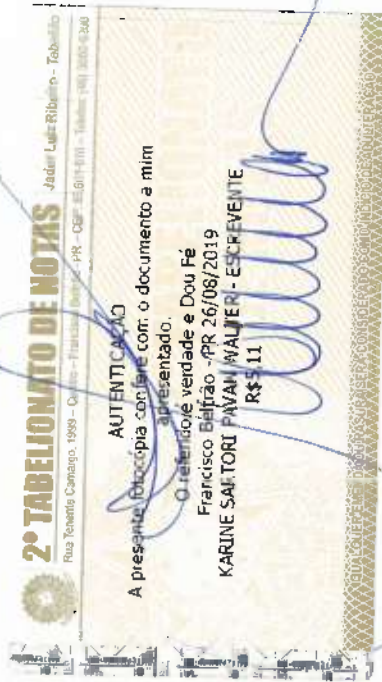 2º TABELIONATO DE NOTAS Jader Luiz Ribeiro - Tabelião
Rua Tenente Camargo, 1999 - Centro - Francisco Beltrão - PR - CEP
AUTENTICAÇÃO
A presente fotocópia confere com o documento a mim
apresentado.
O referido é verdade e Dou Fé
Francisco Beltrão -/PR 26/08/2019
KARINE SARTORI PAVAN WALTER - ESCREVENTE
R$5,11